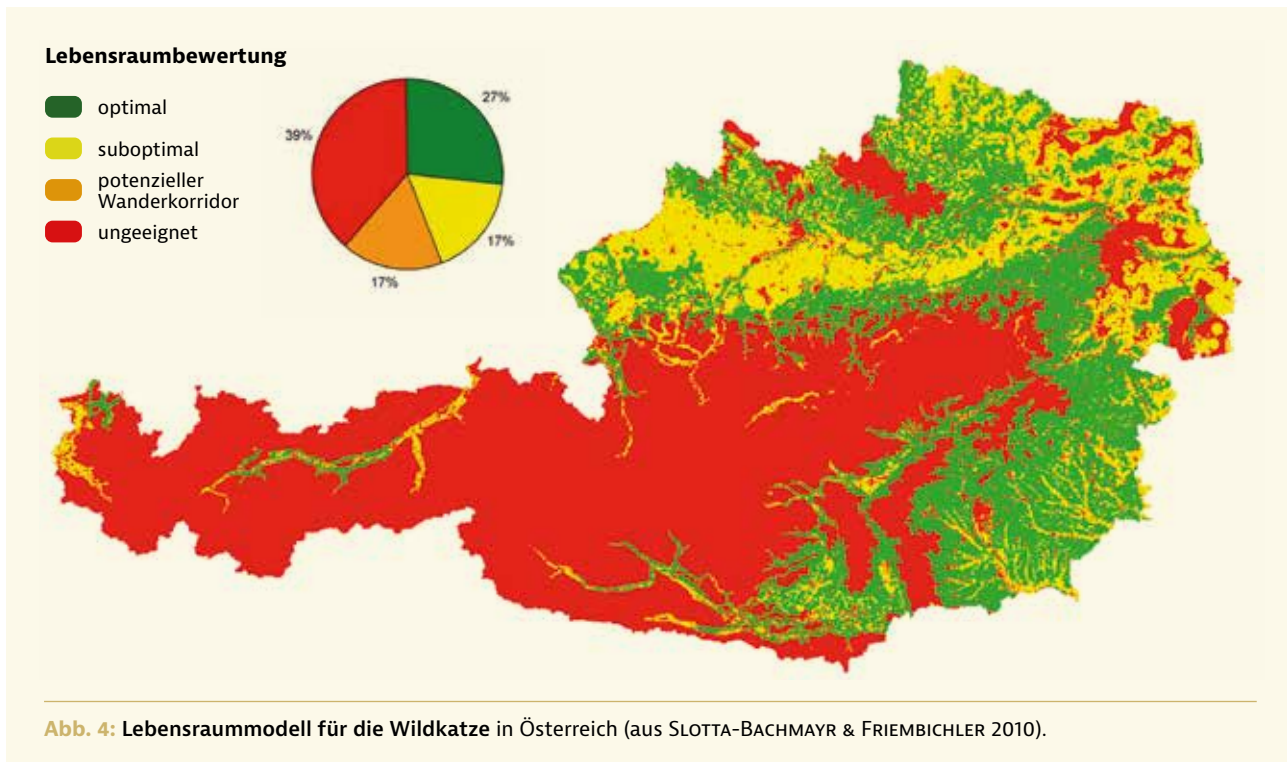 Lebensraumbewertung
optimal
suboptimal
potenzieller
Wanderkorridor
ungeeignet
27%
39%
17%
17%
Abb. 4: Lebensraummodell für die Wildkatze in Österreich (aus SLOTTA-BACHMAYR & FRIEMBICHLER 2010).